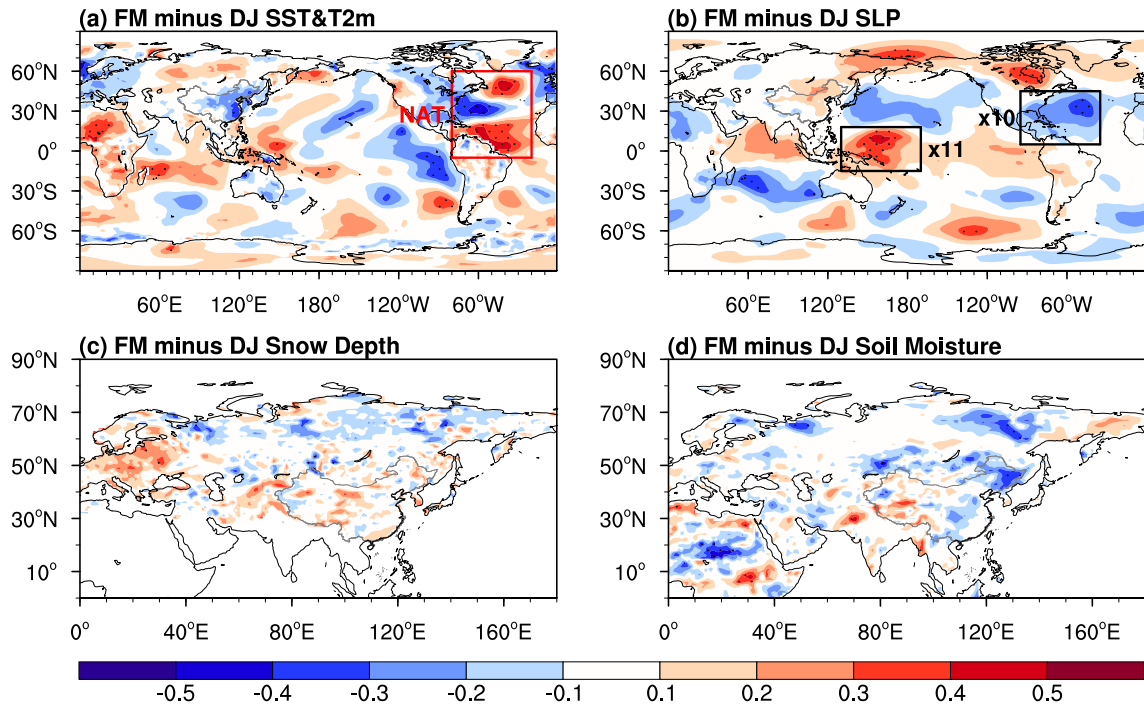 (a) FM minus DJ SST&T2m
60°N
30°N
0°
30°S
60°S
NAT
60°E 120°E 180° 120°W 60°W
(b) FM minus DJ SLP
60°N
30°N
0°
30°S
60°S
x10
x11
60°E 120°E 180° 120°W 60°W
(c) FM minus DJ Snow Depth
90°N
70°N
50°N
30°N
10°
0° 40°E 80°E 120°E 160°E
(d) FM minus DJ Soil Moisture
90°N
70°N
50°N
30°N
10°
0° 40°E 80°E 120°E 160°E
-0.5 -0.4 -0.3 -0.2 -0.1 0.1 0.2 0.3 0.4 0.5